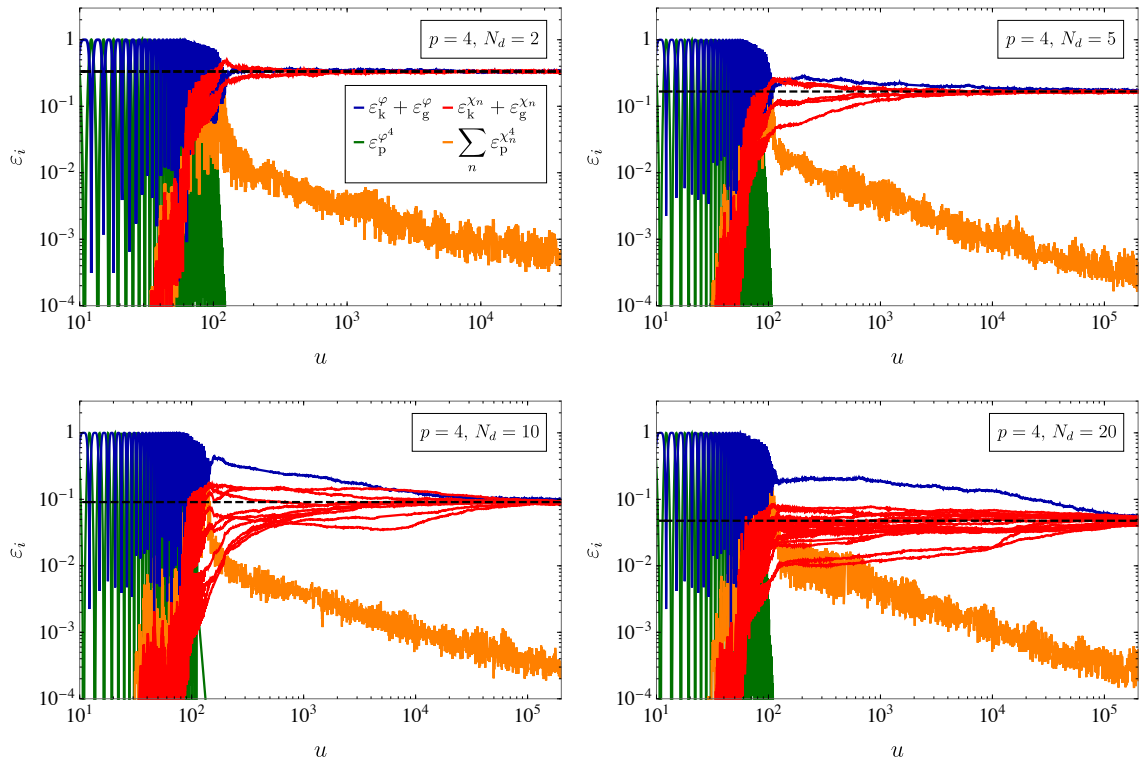 p = 4, N_d = 2
1
10^{-1}
10^{-2}
10^{-3}
10^{-4}
ε_i
ε_k^φ + ε_g^φ
ε_k^{χ_n} + ε_g^{χ_n}
ε_p^{φ^4}
∑_n ε_p^{χ_n^4}
10^1 10^2 10^3 10^4
u
p = 4, N_d = 5
1
10^{-1}
10^{-2}
10^{-3}
10^{-4}
ε_i
10^1 10^2 10^3 10^4 10^5
u
p = 4, N_d = 10
1
10^{-1}
10^{-2}
10^{-3}
10^{-4}
ε_i
10^1 10^2 10^3 10^4 10^5
u
p = 4, N_d = 20
1
10^{-1}
10^{-2}
10^{-3}
10^{-4}
ε_i
10^1 10^2 10^3 10^4 10^5
u